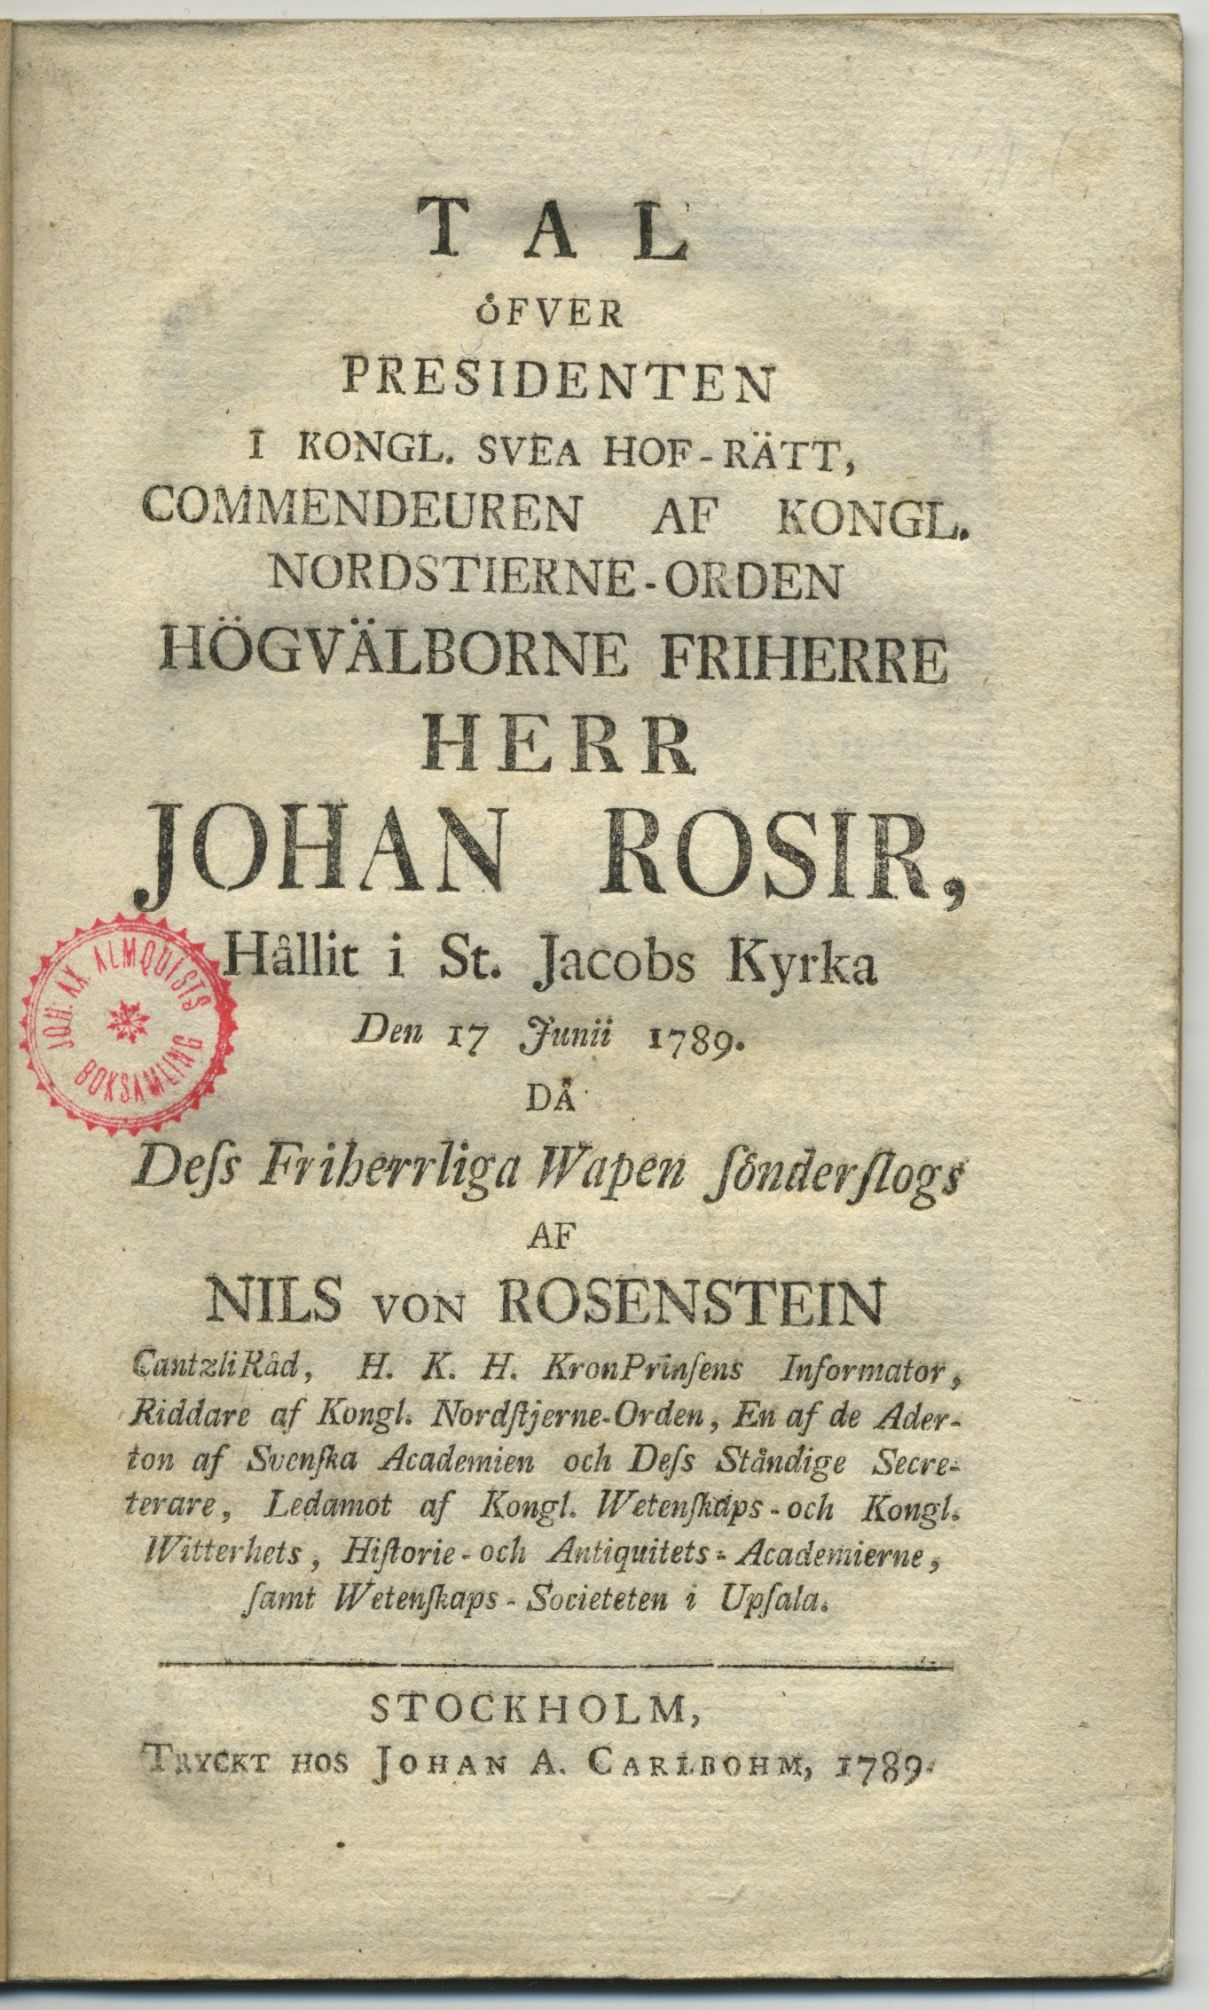 TAL
ÖFVER
PRESIDENTEN
I KONGL. SVEA HOF-RÄTT,
COMMENDEUREN AF KONGL.
NORDSTIERNE-ORDEN
HÖGVÄLBORNE FRIHERRE
HERR
JOHAN ROSIR,
Hållit i St. Jacobs Kyrka
Den 17 Junii 1789.
DÅ
Deſs Friherrliga Wapen ſönderſlogs
AF
NILS VON ROSENSTEIN
CantzliRåd, H. K. H. KronPrinſens Informator,
Riddare af Kongl. Nordſtjerne-Orden, En af de Ader-
ton af Svenſka Academien och Deſs Ståndige Secre-
terare, Ledamot af Kongl. Wetenſkaps-och Kongl.
Witterhets, Hiſtorie-och Antiquitets-Academierne,
ſamt Wetenſkaps-Societeten i Upſala.
STOCKHOLM,
TRYCKT HOS JOHAN A. CARLBOHM, 1789.
JOH. AX. ALMQUISTS
BOKSAMLING